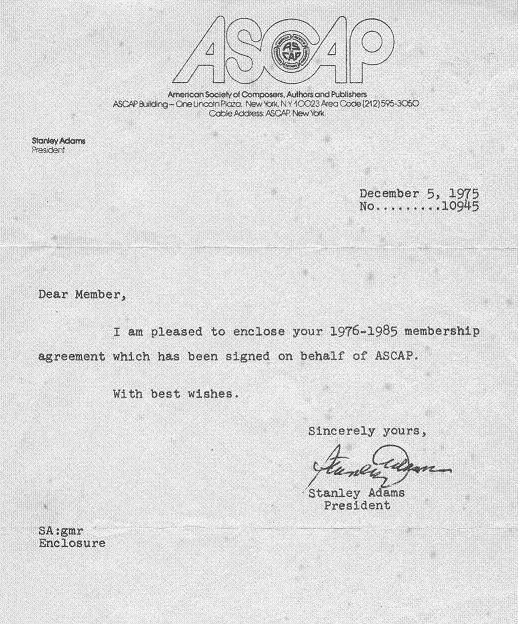 ASCAP
ASCAP
American Society of Composers, Authors and Publishers
ASCAP Building — One Lincoln Plaza, New York, N.Y. 10023 Area Code (212) 595-3050
Cable Address: ASCAP, New York
Stanley Adams
President
December 5, 1975
No.........10945
Dear Member,
I am pleased to enclose your 1976-1985 membership
agreement which has been signed on behalf of ASCAP.
With best wishes.
Sincerely yours,
Stanley Adams
Stanley Adams
President
SA:gmr
Enclosure